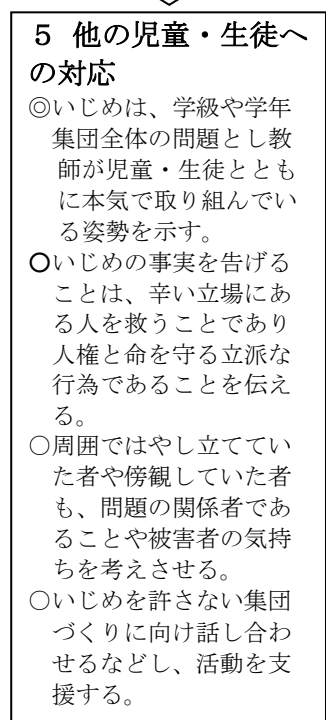 ５ 他の児童・生徒へ
の対応
◎いじめは、学級や学年
集団全体の問題とし教
師が児童・生徒ととも
に本気で取り組んでい
る姿勢を示す。
○いじめの事実を告げる
ことは、辛い立場にあ
る人を救うことであり
人権と命を守る立派な
行為であることを伝え
る。
○周囲ではやし立ててい
た者や傍観していた者
も、問題の関係者であ
ることや被害者の気持
ちを考えさせる。
○いじめを許さない集団
づくりに向け話し合わ
せるなどし、活動を支
援する。